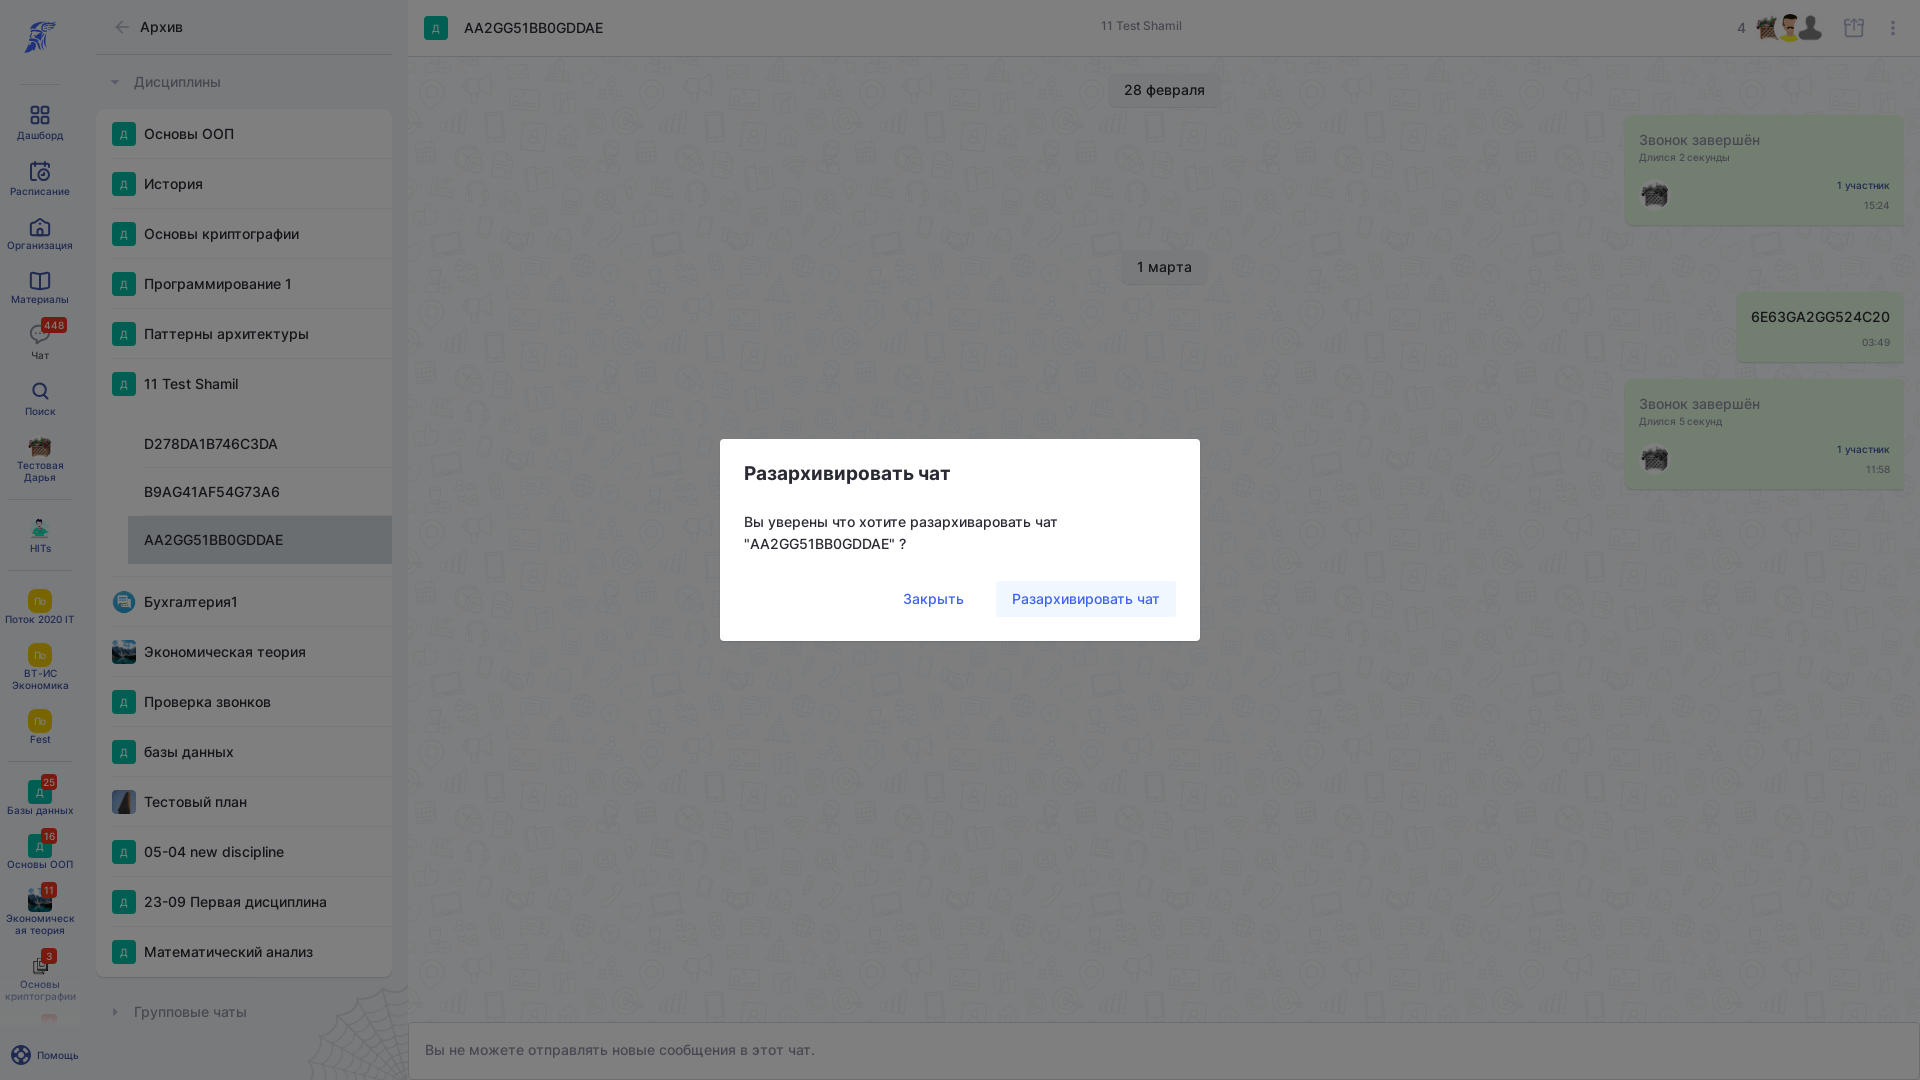 Дашборд
Расписание
Организация
Материалы
448
Чат
Поиск
Тестовая
Дарья
HITs
По
Поток 2020 IT
По
ВТ-ИС
Экономика
По
Fest
25
Д
Базы данных
16
Д
Основы ООП
11
Экономическ
ая теория
3
Основы
криптографии
Помощь
Архив
Дисциплины
Д Основы ООП
Д История
Д Основы криптографии
Д Программирование 1
Д Паттерны архитектуры
Д 11 Test Shamil
D278DA1B746C3DA
B9AG41AF54G73A6
AA2GG51BB0GDDAE
Бухгалтерия1
Экономическая теория
Д Проверка звонков
Д базы данных
Тестовый план
Д 05-04 new discipline
Д 23-09 Первая дисциплина
Д Математический анализ
Групповые чаты
Д AA2GG51BB0GDDAE
11 Test Shamil
4
28 февраля
Звонок завершён
Длился 2 секунды
1 участник
15:24
1 марта
6E63GA2GG524C20
03:49
Звонок завершён
Длился 5 секунд
1 участник
11:58
Разархивировать чат
Вы уверены что хотите разархиваровать чат
"AA2GG51BB0GDDAE" ?
Закрыть
Разархивировать чат
Вы не можете отправлять новые сообщения в этот чат.